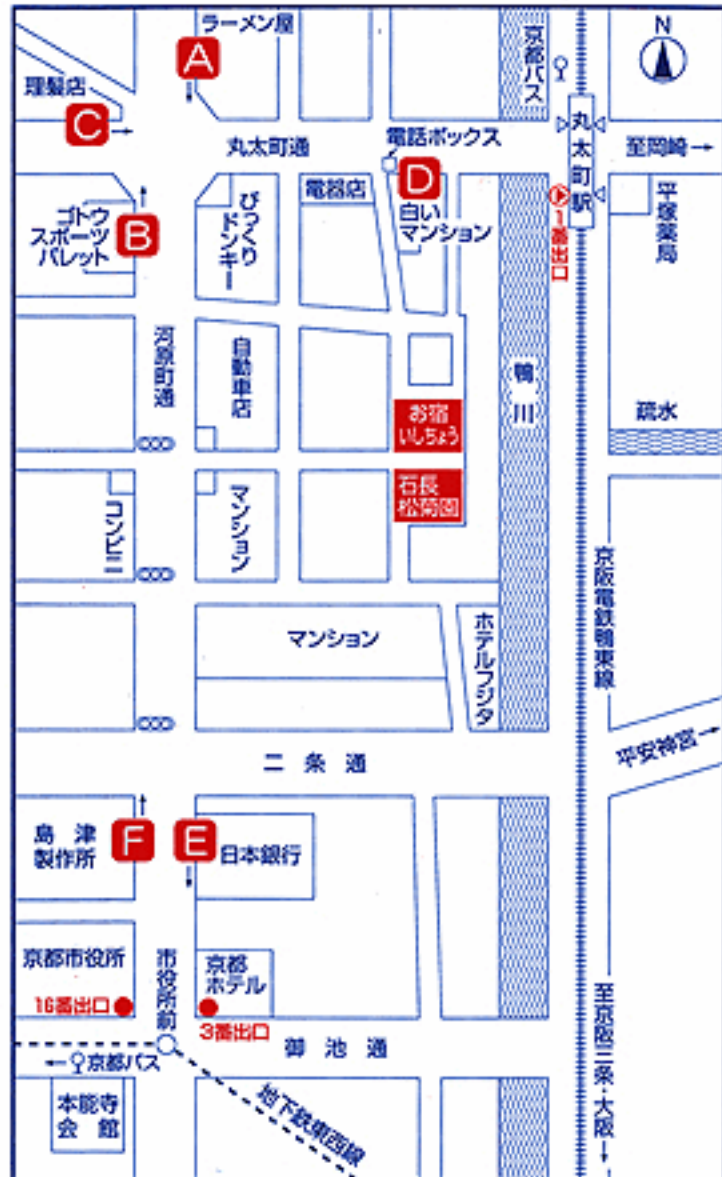 ラーメン屋
A
京都バス
N
理髪店
C
丸太町通
電話ボックス
丸太町駅
至岡崎→
ゴトウ
スポーツ
パレット
B
びっくり
ドンキー
電器店
D
白い
マンション
1番出口
平塚薬局
河原町通
自動車店
鴨川
お宿
いしちょう
疏水
コンビニ
マンション
石長
松菊園
京阪電鉄鴨東線
マンション
ホテルフジタ
二条通
平安神宮→
島津
製作所
F
E
日本銀行
京都市役所
市役所前
京都
ホテル
16番出口
3番出口
御池通
至京阪三条・大阪→
←京都バス
本能寺
会館
地下鉄東西線